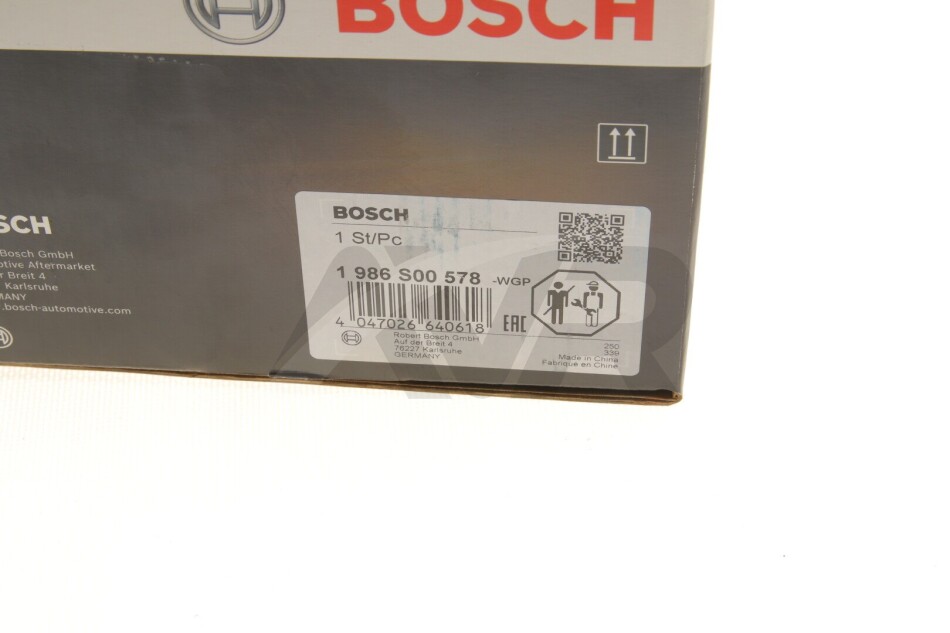 BOSCH
SCH
Bosch GmbH
otive Aftermarket
r Breit 4
Karlsruhe
MANY
.bosch-automotive.com
BOSCH
1 St/Pc
1 986 S00 578 -WGP
4 047026 640618
EAC
Robert Bosch GmbH
Auf der Breit 4
76227 Karlsruhe
GERMANY
250
339
Made in China
Fabriqué en Chine
AVR